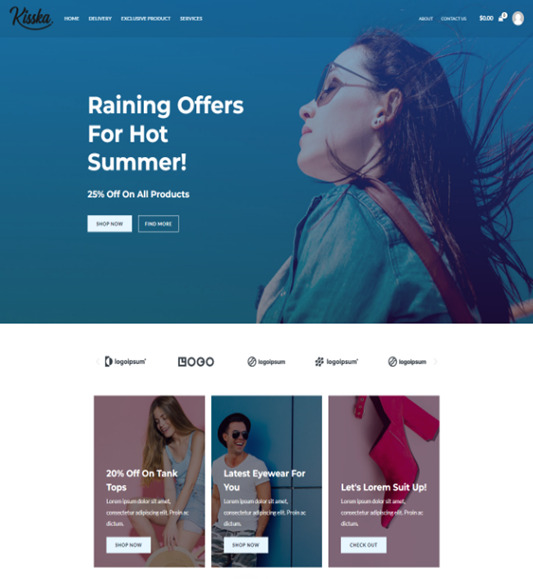 Kisska.
HOME DELIVERY EXCLUSIVE PRODUCT SERVICES
ABOUT CONTACT US $0.00
Raining Offers
For Hot
Summer!
25% Off On All Products
SHOP NOW FIND MORE
logoipsum LOGO logoipsum logoipsum logoipsum
20% Off On Tank
Tops
Lorem ipsum dolor sit amet,
consectetur adipiscing elit. Proin ac
dictum.
SHOP NOW
Latest Eyewear For
You
Lorem ipsum dolor sit amet,
consectetur adipiscing elit. Proin ac
dictum.
SHOP NOW
Let's Lorem Suit Up!
Lorem ipsum dolor sit amet,
consectetur adipiscing elit. Proin ac
dictum.
CHECK OUT